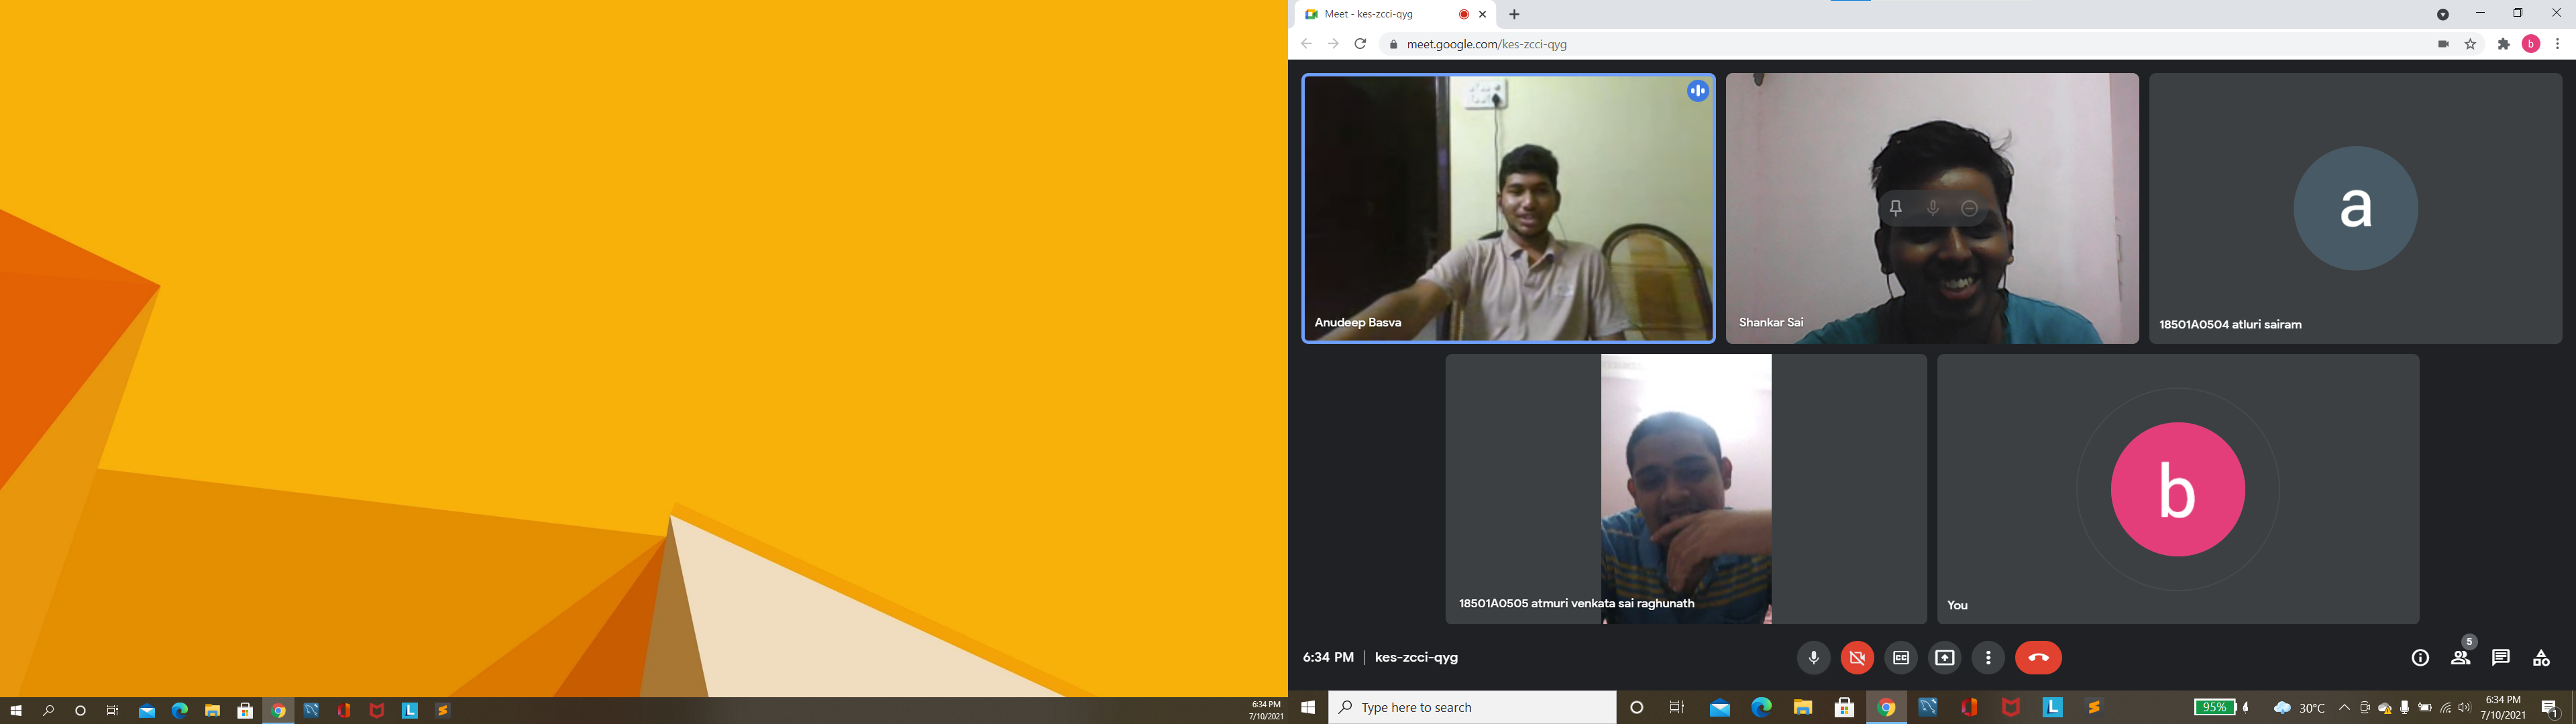 Meet - kes-zcci-qyg
meet.google.com/kes-zcci-qyg
b
Anudeep Basva
Shankar Sai
a
18501A0504 atluri sairam
18501A0505 atmuri venkata sai raghunath
b
You
6:34 PM | kes-zcci-qyg
CC
5
6:34 PM
7/10/2021
L
Type here to search
L
95%
30°C
6:34 PM
7/10/2021
1